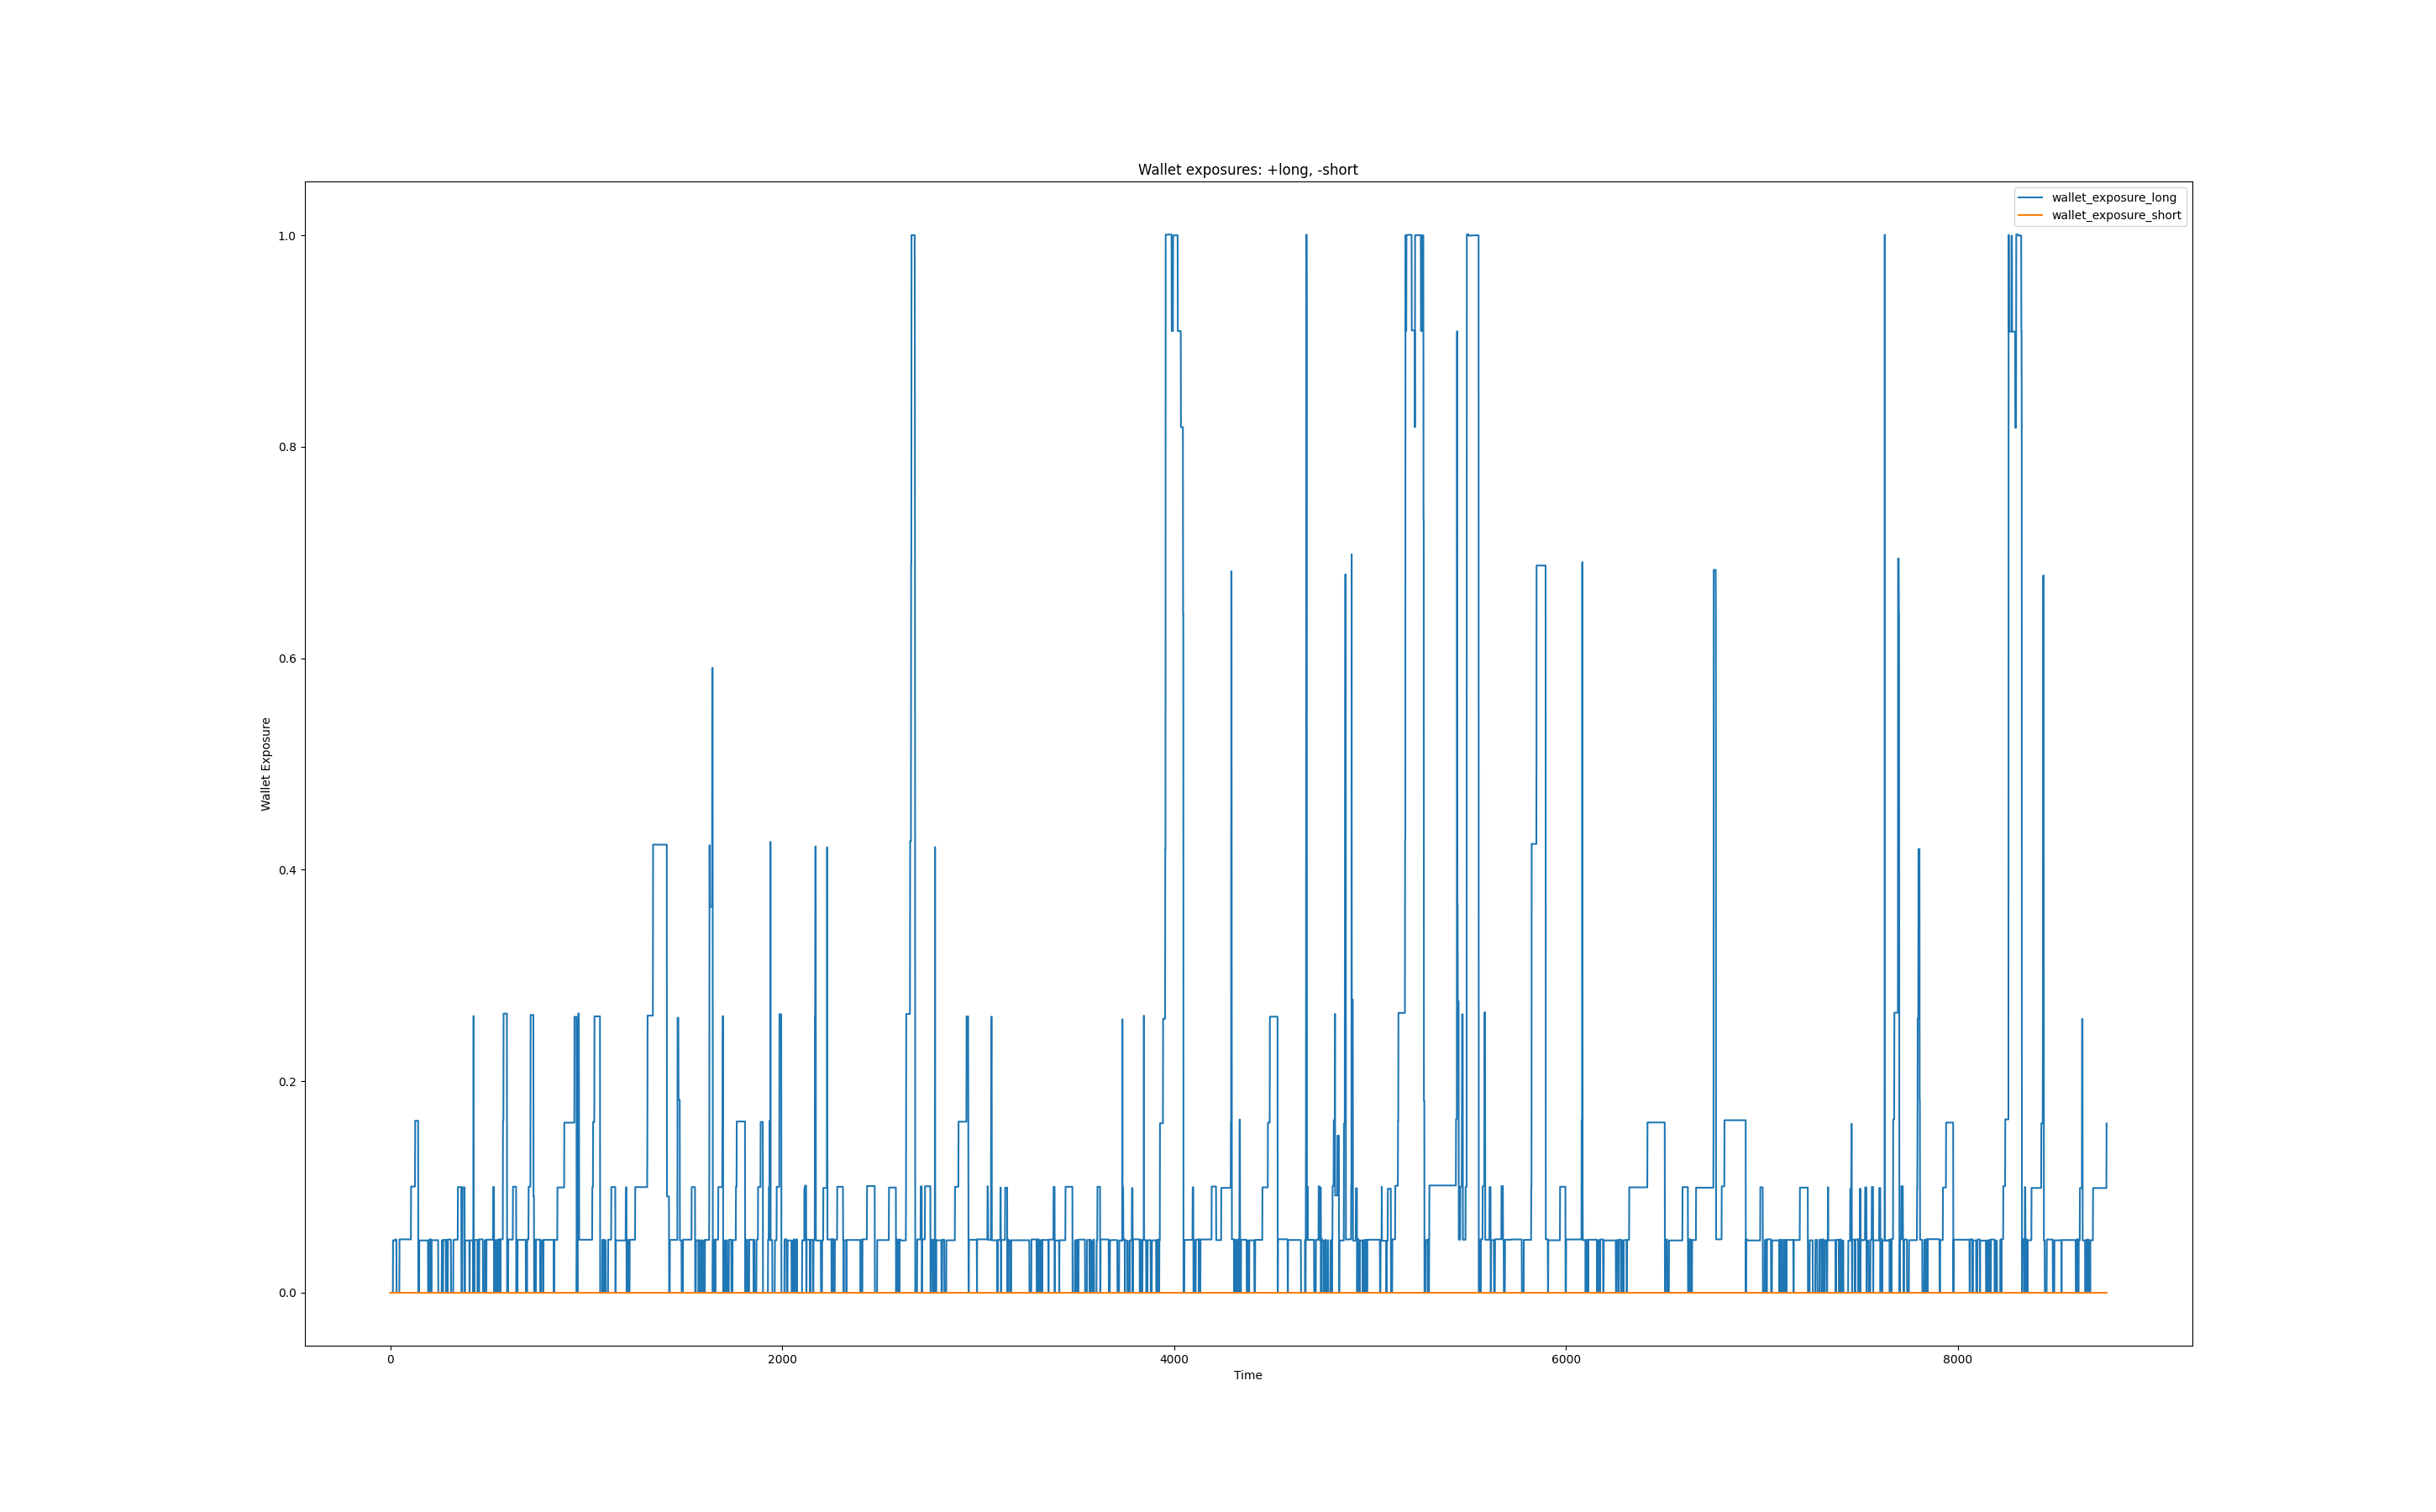 Wallet exposures: +long, -short
wallet_exposure_long
wallet_exposure_short
1.0
0.8
0.6
0.4
0.2
0.0
Wallet Exposure
0 2000 4000 6000 8000
Time